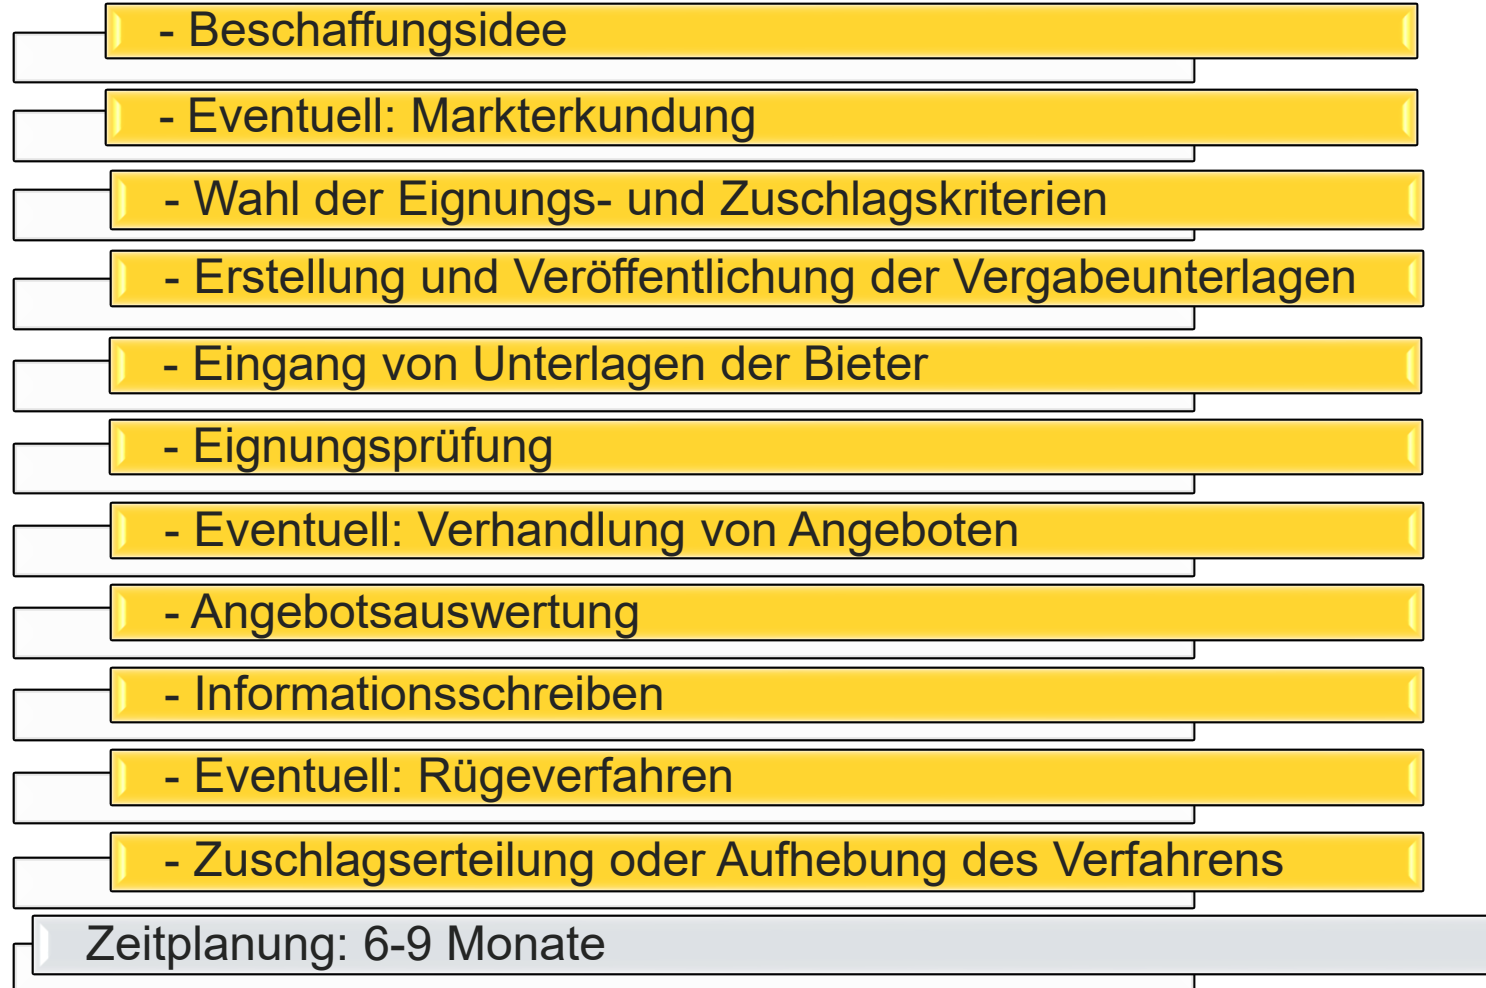 - Beschaffungsidee
- Eventuell: Markterkundung
- Wahl der Eignungs- und Zuschlagskriterien
- Erstellung und Veröffentlichung der Vergabeunterlagen
- Eingang von Unterlagen der Bieter
- Eignungsprüfung
- Eventuell: Verhandlung von Angeboten
- Angebotsauswertung
- Informationsschreiben
- Eventuell: Rügeverfahren
- Zuschlagserteilung oder Aufhebung des Verfahrens
Zeitplanung: 6-9 Monate